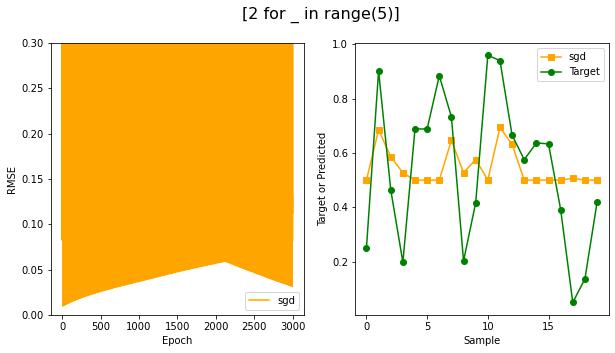 [2 for _ in range(5)]
0.30
0.25
0.20
0.15
0.10
0.05
0.00
RMSE
0 500 1000 1500 2000 2500 3000
Epoch
sgd
1.0
0.8
0.6
0.4
0.2
Target or Predicted
0 5 10 15
Sample
sgd
Target